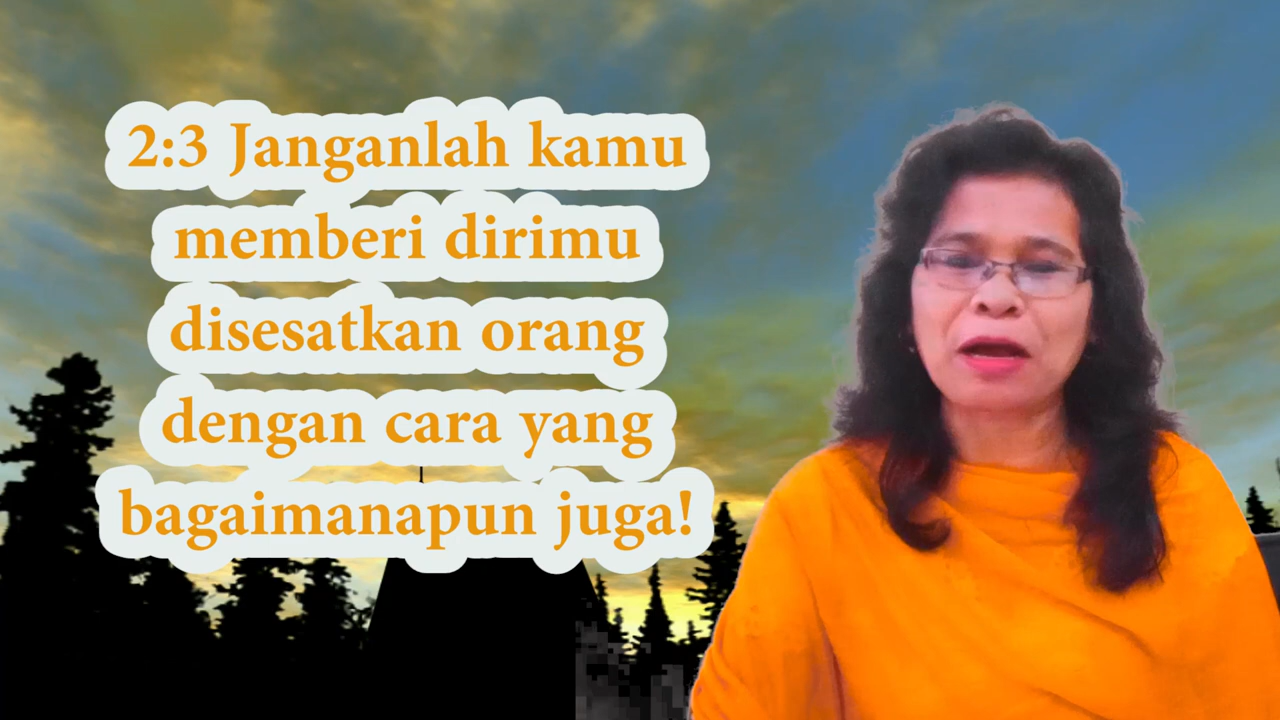 2:3 Janganlah kamu
memberi dirimu
disesatkan orang
dengan cara yang
bagaimanapun juga!